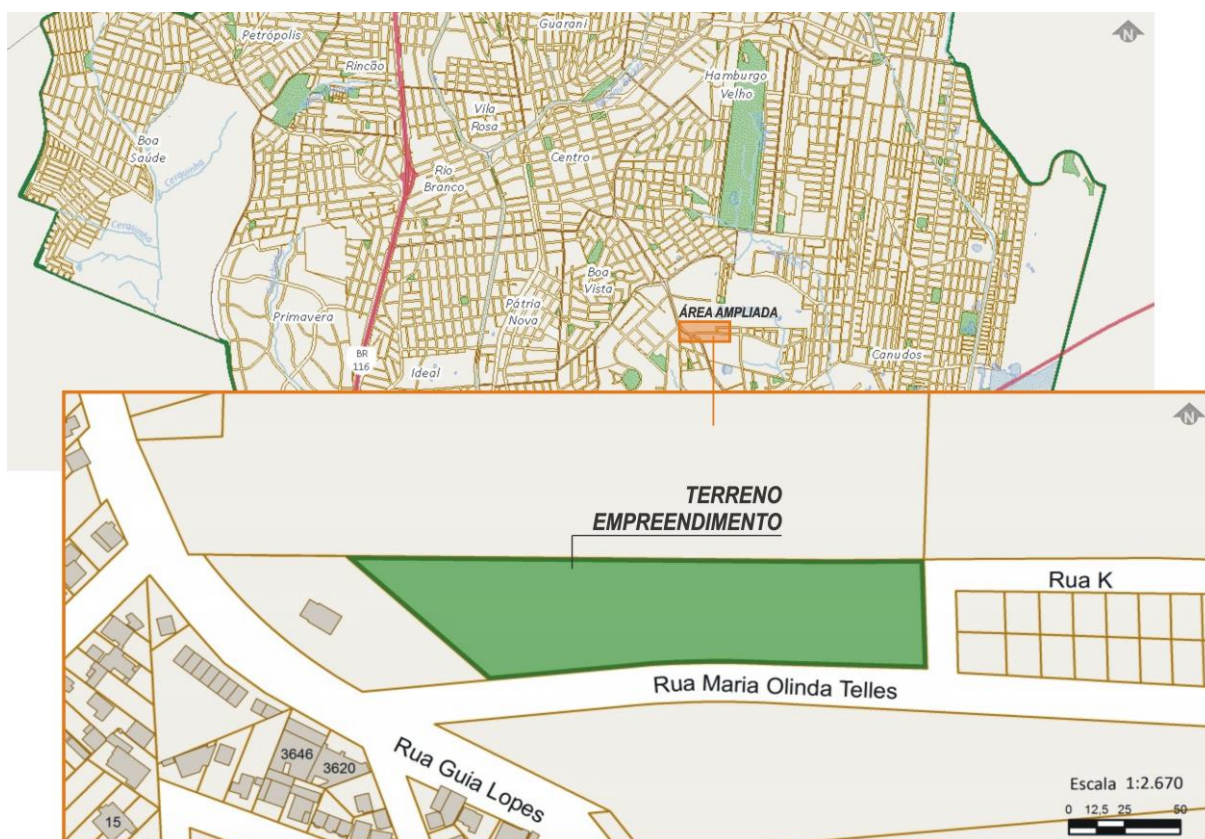 Guarani
N
Petrópolis
Rincão
Hamburgo
Velho
Vila
Rosa
Boa
Saúde
Centro
Cerquinha
Rio
Branco
Cerquinha
Boa
Vista
Primavera
Pátria
Nova
ÁREA AMPLIADA
BR
116
Ideal
Canudos
N
TERRENO
EMPREENDIMENTO
Rua K
Rua Maria Olinda Telles
Rua Guia Lopes
3646
3620
15
Escala 1:2.670
0 12,5 25 50